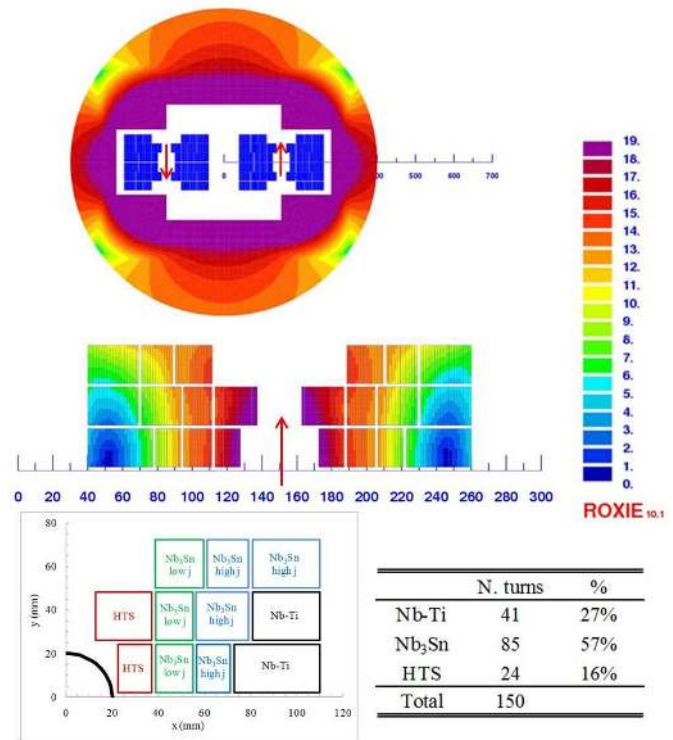 0 100 200 300 400 500 600 700
19.
18.
17.
16.
15.
14.
13.
12.
11.
10.
9.
8.
7.
6.
5.
4.
3.
2.
1.
0.
ROXIE 10.1
0 20 40 60 80 100 120 140 160 180 200 220 240 260 280 300
80
60
40
20
0
y (mm)
Nb₃Sn low j
Nb₃Sn high j
Nb₃Sn high j
HTS
Nb₃Sn low j
Nb₃Sn high j
Nb-Ti
HTS
Nb₃Sn low j
Nb₃Sn high j
Nb-Ti
0 20 40 60 80 100 120
x (mm)
N. turns %
Nb-Ti 41 27%
Nb₃Sn 85 57%
HTS 24 16%
Total 150